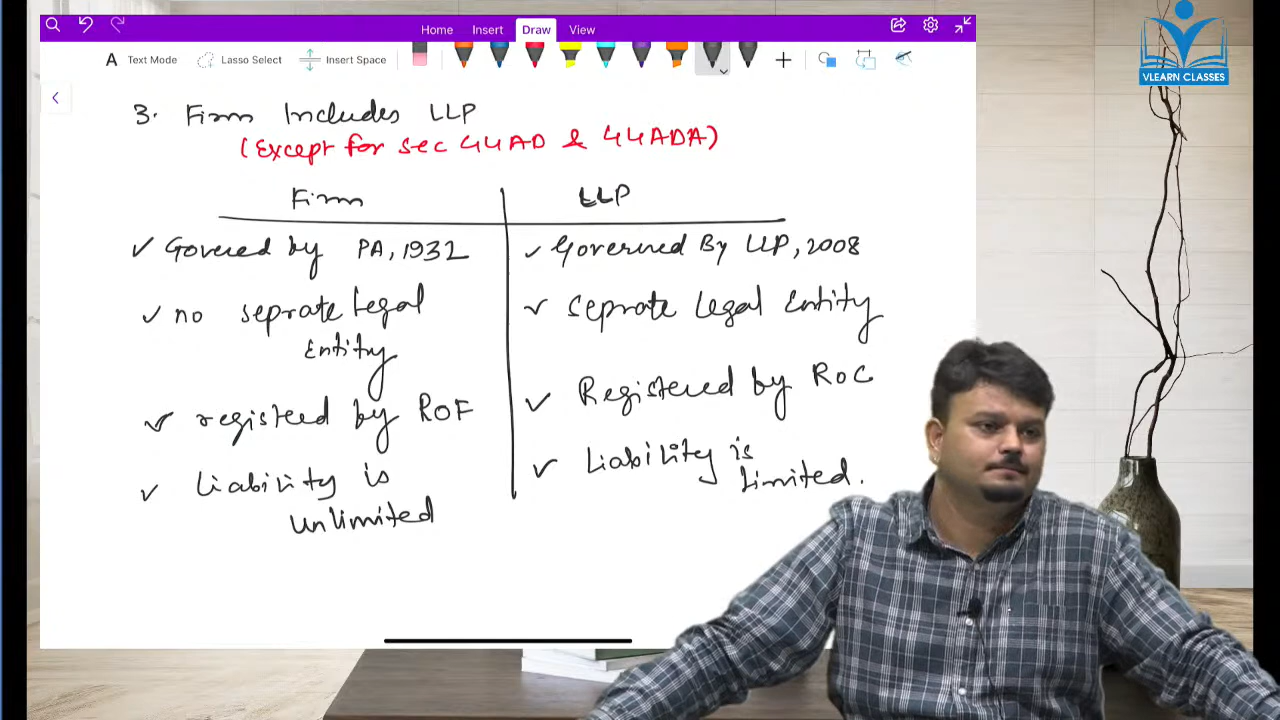 Home Insert Draw View
VLEARN CLASSES
A Text Mode Lasso Select Insert Space
3. Firm Includes LLP
(Except for sec 44AD & 44ADA)
Firm LLP
✓ Govered by PA, 1932
✓ Governed By LLP, 2008
✓ no seprate Legal
Entity
✓ Seprate Legal Entity
✓ registeed by ROF
✓ Registered by ROC
✓ Liability is
unlimited
✓ Liability is
Limited.